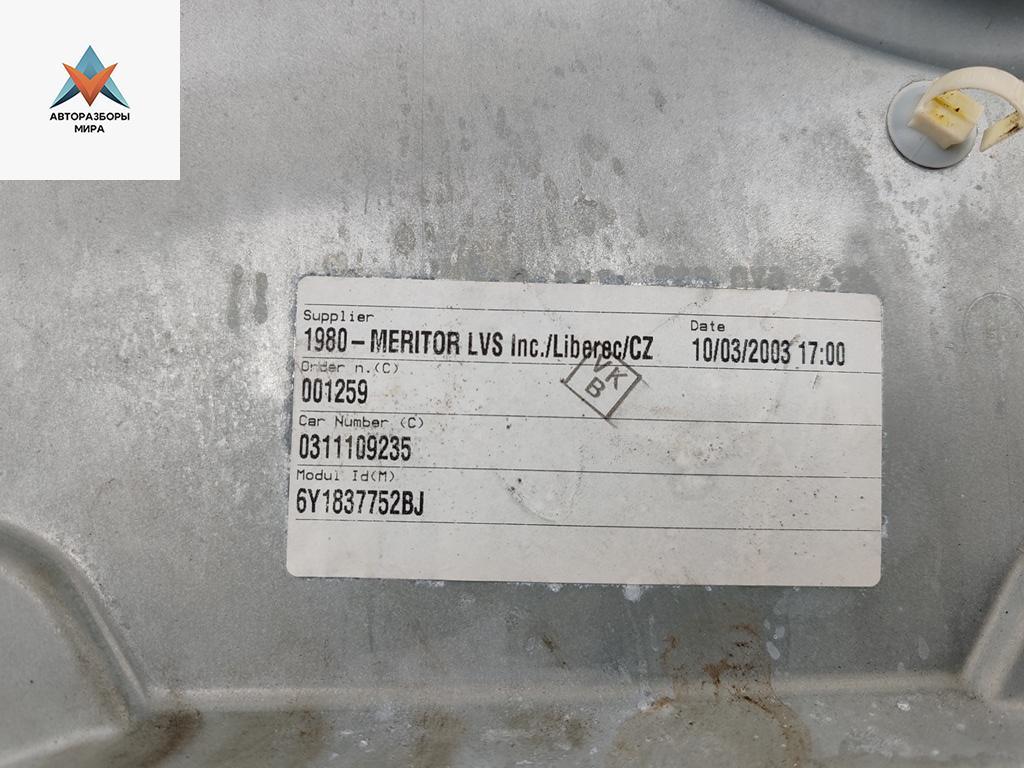 АВТОРАЗБОРЫ
МИРА
Supplier
1980-MERITOR LVS Inc./Liberec/CZ
Date
10/03/2003 17:00
Order n.(C)
001259
VK
B
Car Number (C)
0311109235
Modul Id(M)
6Y1837752BJ